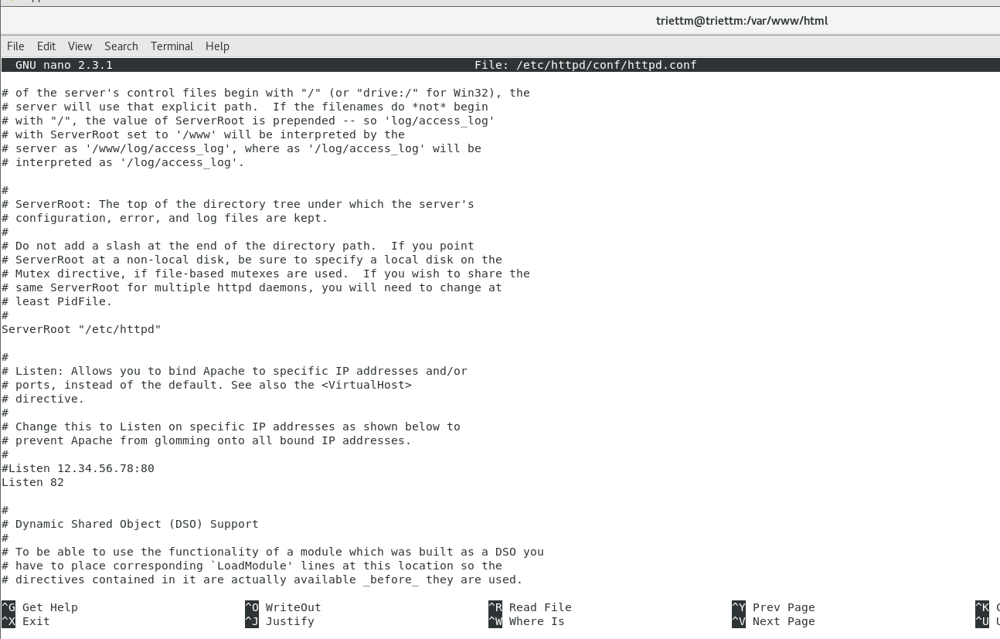 triettm@triettm:/var/www/html
File Edit View Search Terminal Help
GNU nano 2.3.1 File: /etc/httpd/conf/httpd.conf
# of the server's control files begin with "/" (or "drive:/" for Win32), the
# server will use that explicit path.  If the filenames do *not* begin
# with "/", the value of ServerRoot is prepended -- so 'log/access_log'
# with ServerRoot set to '/www' will be interpreted by the
# server as '/www/log/access_log', where as '/log/access_log' will be
# interpreted as '/log/access_log'.
#
# ServerRoot: The top of the directory tree under which the server's
# configuration, error, and log files are kept.
#
# Do not add a slash at the end of the directory path.  If you point
# ServerRoot at a non-local disk, be sure to specify a local disk on the
# Mutex directive, if file-based mutexes are used.  If you wish to share the
# same ServerRoot for multiple httpd daemons, you will need to change at
# least PidFile.
#
ServerRoot "/etc/httpd"
#
# Listen: Allows you to bind Apache to specific IP addresses and/or
# ports, instead of the default. See also the <VirtualHost>
# directive.
#
# Change this to Listen on specific IP addresses as shown below to
# prevent Apache from glomming onto all bound IP addresses.
#
#Listen 12.34.56.78:80
Listen 82
#
# Dynamic Shared Object (DSO) Support
#
# To be able to use the functionality of a module which was built as a DSO you
# have to place corresponding `LoadModule' lines at this location so the
# directives contained in it are actually available _before_ they are used.
^G Get Help ^O WriteOut ^R Read File ^Y Prev Page ^K
^X Exit ^J Justify ^W Where Is ^V Next Page ^U